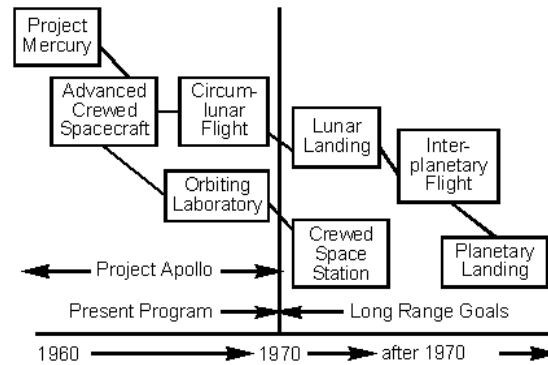 Project
Mercury
Advanced
Crewed
Spacecraft
Circum-
lunar
Flight
Lunar
Landing
Inter-
planetary
Flight
Orbiting
Laboratory
Crewed
Space
Station
Planetary
Landing
Project Apollo
Present Program
Long Range Goals
1960
1970
after 1970